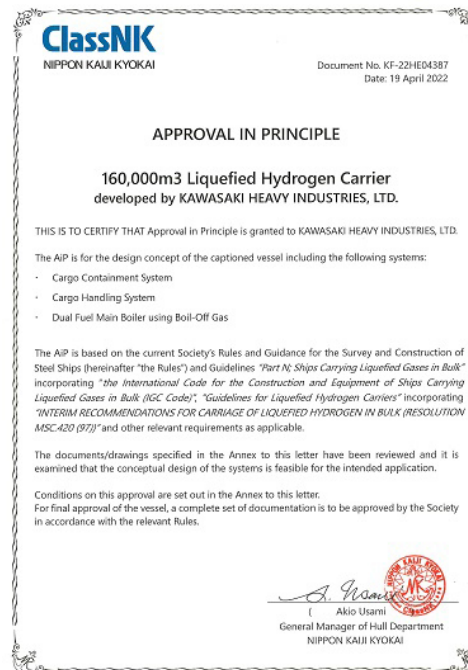 ClassNK
NIPPON KAIJI KYOKAI
Document No. KF-22HE04387
Date: 19 April 2022
APPROVAL IN PRINCIPLE
160,000m3 Liquefied Hydrogen Carrier
developed by KAWASAKI HEAVY INDUSTRIES, LTD.
THIS IS TO CERTIFY THAT Approval in Principle is granted to KAWASAKI HEAVY INDUSTRIES, LTD.
The AiP is for the design concept of the captioned vessel including the following systems:
· Cargo Containment System
· Cargo Handling System
· Dual Fuel Main Boiler using Boil-Off Gas
The AiP is based on the current Society's Rules and Guidance for the Survey and Construction of
Steel Ships (hereinafter "the Rules") and Guidelines "Part N; Ships Carrying Liquefied Gases in Bulk"
incorporating "the International Code for the Construction and Equipment of Ships Carrying
Liquefied Gases in Bulk (IGC Code)", "Guidelines for Liquefied Hydrogen Carriers" incorporating
"INTERIM RECOMMENDATIONS FOR CARRIAGE OF LIQUEFIED HYDROGEN IN BULK (RESOLUTION
MSC.420 (97))" and other relevant requirements as applicable.
The documents/drawings specified in the Annex to this letter have been reviewed and it is
examined that the conceptual design of the systems is feasible for the intended application.
Conditions on this approval are set out in the Annex to this letter.
For final approval of the vessel, a complete set of documentation is to be approved by the Society
in accordance with the relevant Rules.
A. Usami
NIPPON KAIJI KYOKAI
NK
ClassNK
( Akio Usami
General Manager of Hull Department
NIPPON KAIJI KYOKAI